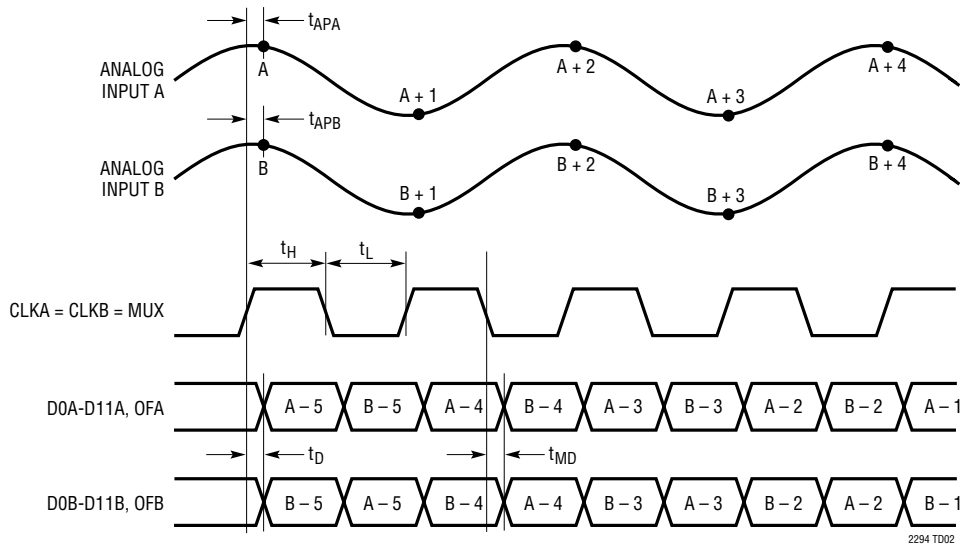 tAPA
ANALOG
INPUT A
A
A + 1
A + 2
A + 3
A + 4
tAPB
ANALOG
INPUT B
B
B + 1
B + 2
B + 3
B + 4
tH
tL
CLKA = CLKB = MUX
D0A-D11A, OFA
A – 5
B – 5
A – 4
B – 4
A – 3
B – 3
A – 2
B – 2
A – 1
tD
tMD
D0B-D11B, OFB
B – 5
A – 5
B – 4
A – 4
B – 3
A – 3
B – 2
A – 2
B – 1
2294 TD02